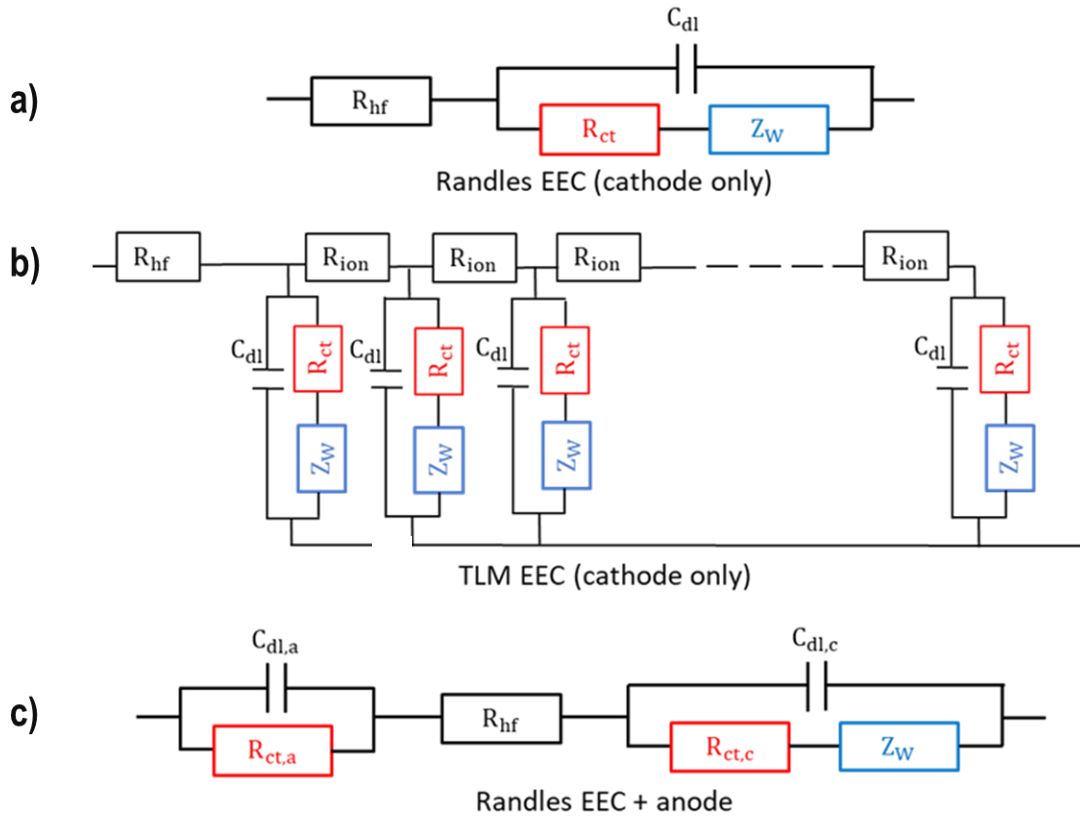 a)
C_dl
R_hf
R_ct Z_W
Randles EEC (cathode only)
b)
R_hf R_ion R_ion R_ion R_ion
C_dl R_ct C_dl R_ct C_dl R_ct C_dl R_ct
Z_W Z_W Z_W Z_W
TLM EEC (cathode only)
c)
C_dl,a C_dl,c
R_hf
R_ct,a R_ct,c Z_W
Randles EEC + anode